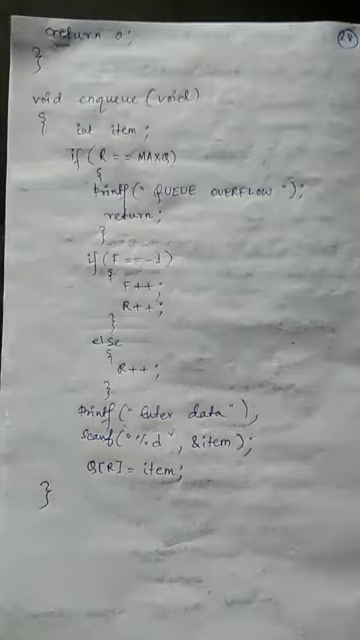 return 0;
28
}
void enqueue (void)
{
int item;
if (R == MAXQ)
{
printf(" QUEUE OVERFLOW ");
return;
}
if (F == -1)
{
F++;
R++;
}
else
{
R++;
}
printf(" Enter data ");
scanf("%d", &item);
Q[R] = item;
}